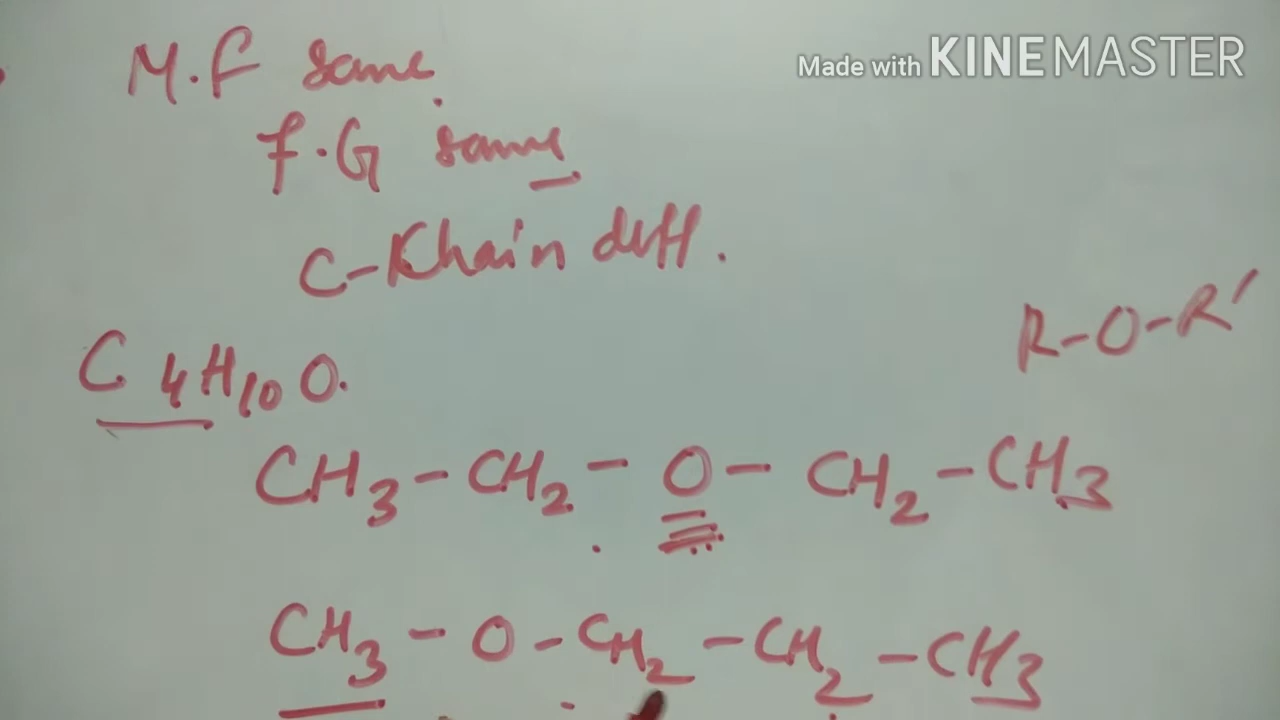 Made with KINEMASTER
M.F same.
F.G same
C-Khain diff.
R-O-R'
C4H10O.
CH3-CH2-O-CH2-CH3
CH3-O-CH2-CH2-CH3